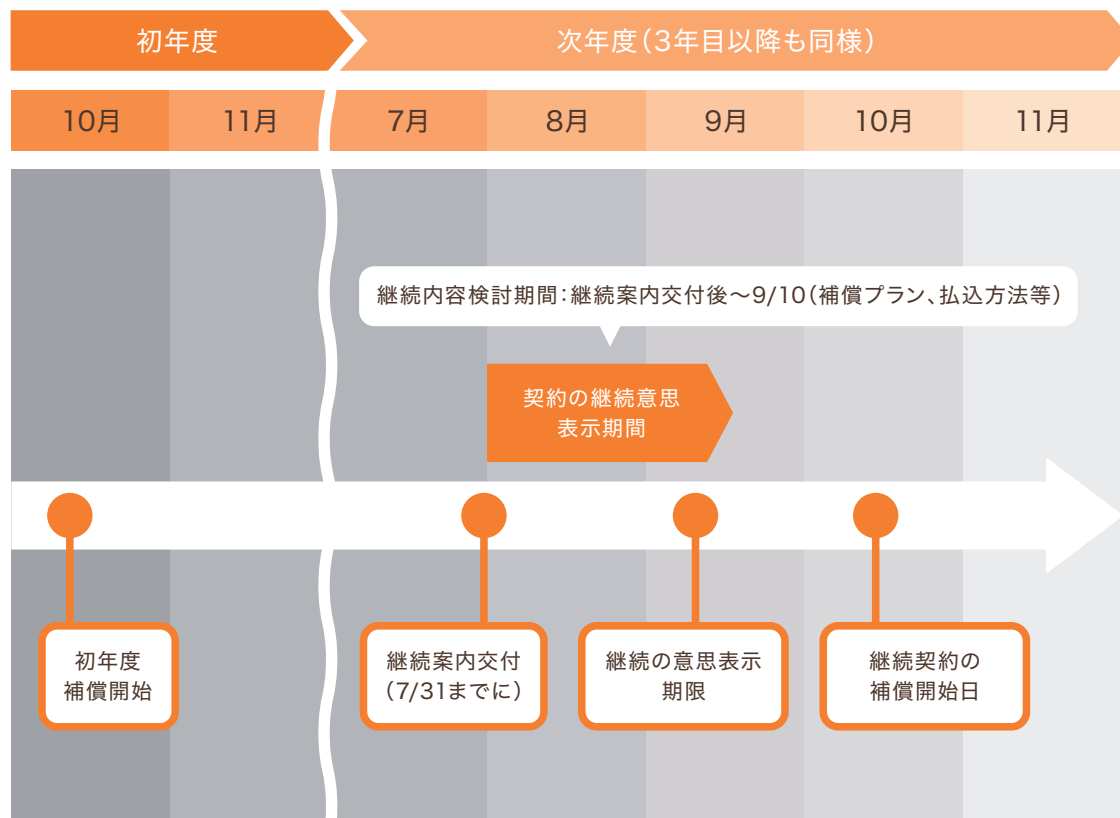 初年度
次年度（3年目以降も同様）
10月
11月
7月
8月
9月
10月
11月
継続内容検討期間：継続案内交付後～9/10（補償プラン、払込方法等）
契約の継続意思
表示期間
初年度
補償開始
継続案内交付
（7/31までに）
継続の意思表示
期限
継続契約の
補償開始日